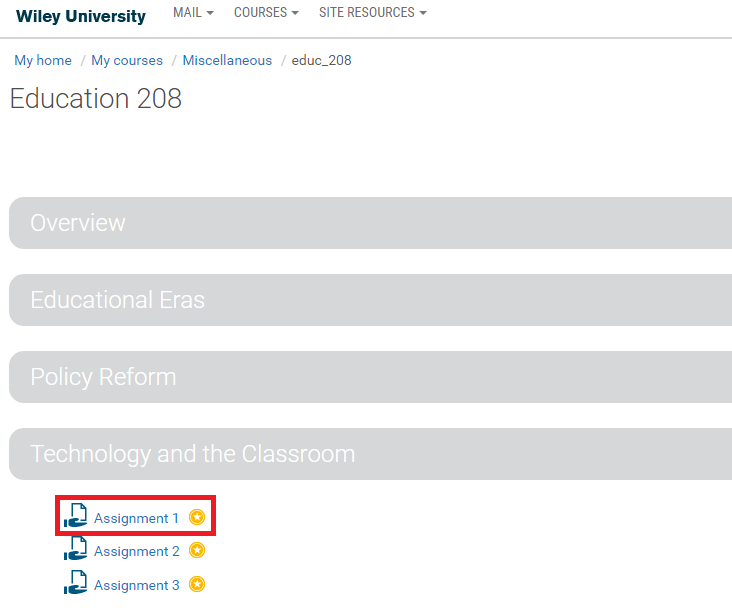 Wiley University MAIL COURSES SITE RESOURCES
My home / My courses / Miscellaneous / educ_208
Education 208
Overview
Educational Eras
Policy Reform
Technology and the Classroom
Assignment 1
Assignment 2
Assignment 3